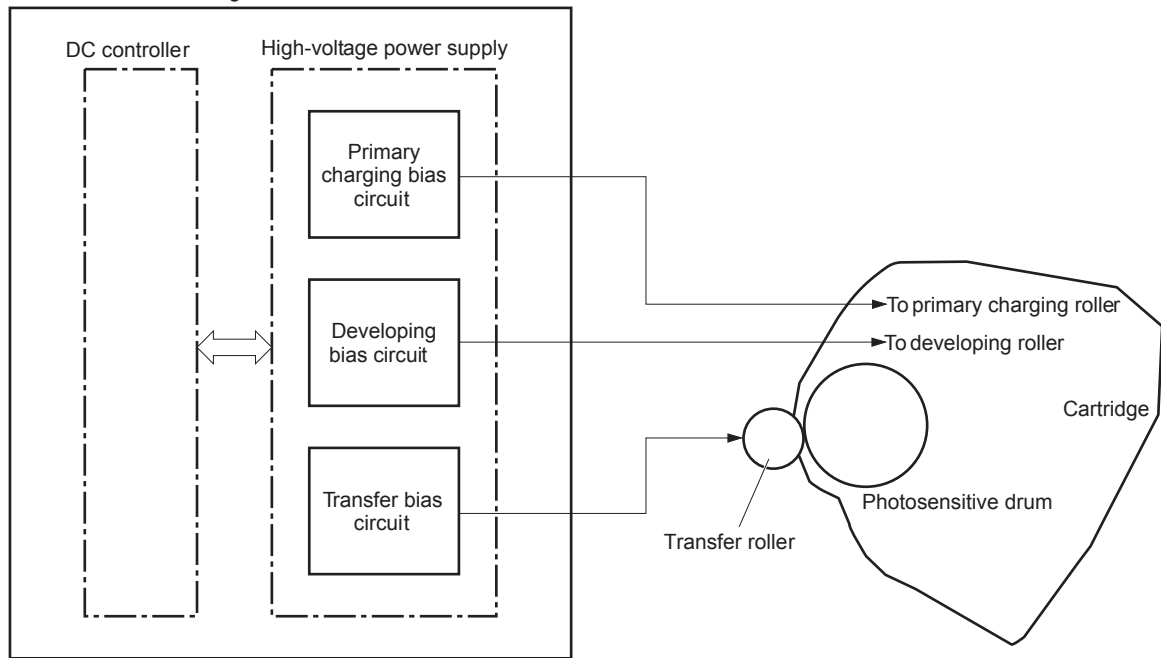 DC controller
High-voltage power supply
Primary
charging bias
circuit
Developing
bias circuit
Transfer bias
circuit
To primary charging roller
To developing roller
Cartridge
Photosensitive drum
Transfer roller